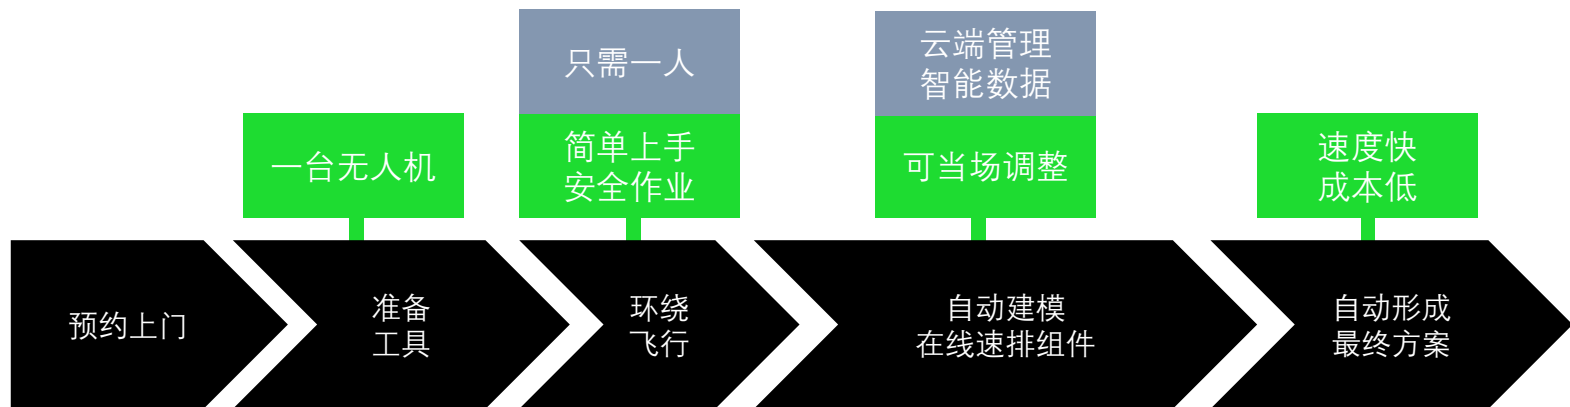 只需一人
云端管理
智能数据
一台无人机
简单上手
安全作业
可当场调整
速度快
成本低
预约上门
准备
工具
环绕
飞行
自动建模
在线速排组件
自动形成
最终方案